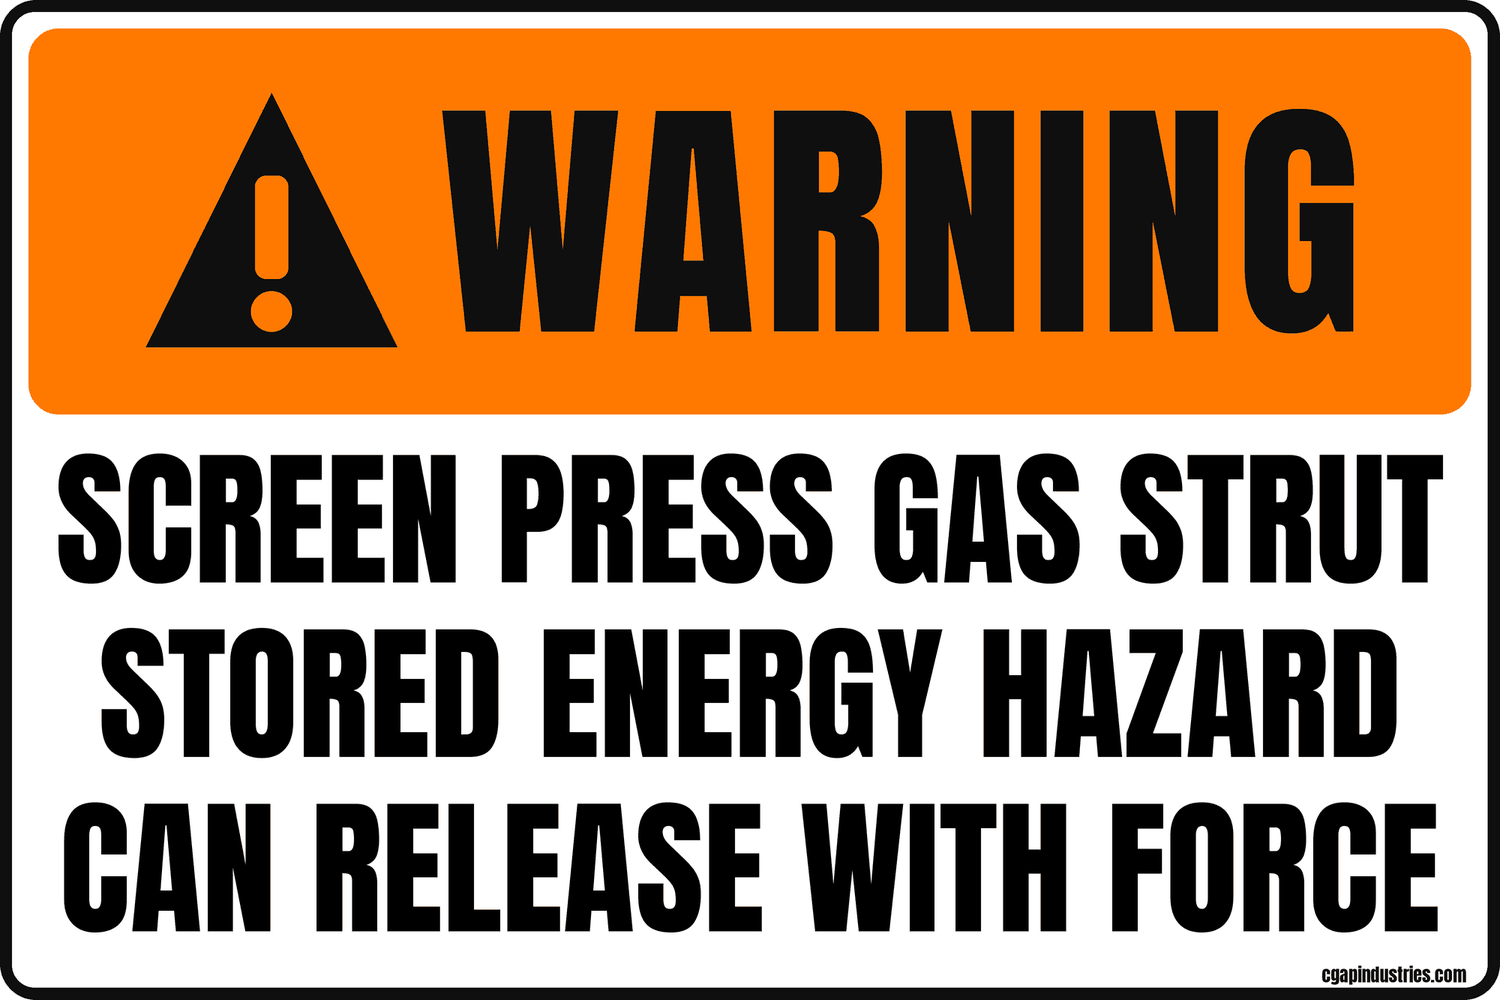 WARNING
SCREEN PRESS GAS STRUT
STORED ENERGY HAZARD
CAN RELEASE WITH FORCE
cgapindustries.com